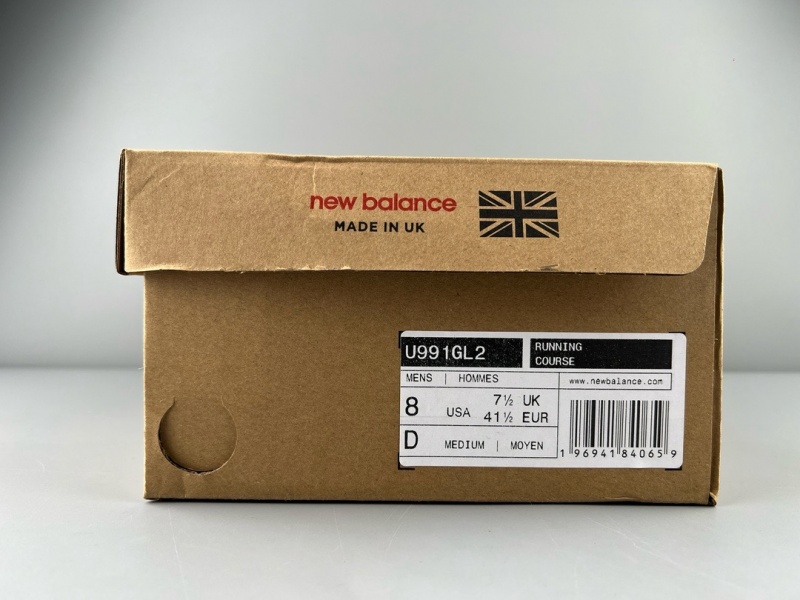 new balance
MADE IN UK
U991GL2
RUNNING
COURSE
MENS | HOMMES
www.newbalance.com
8 USA 7½ UK
41½ EUR
D MEDIUM | MOYEN
1 96941 84065 9